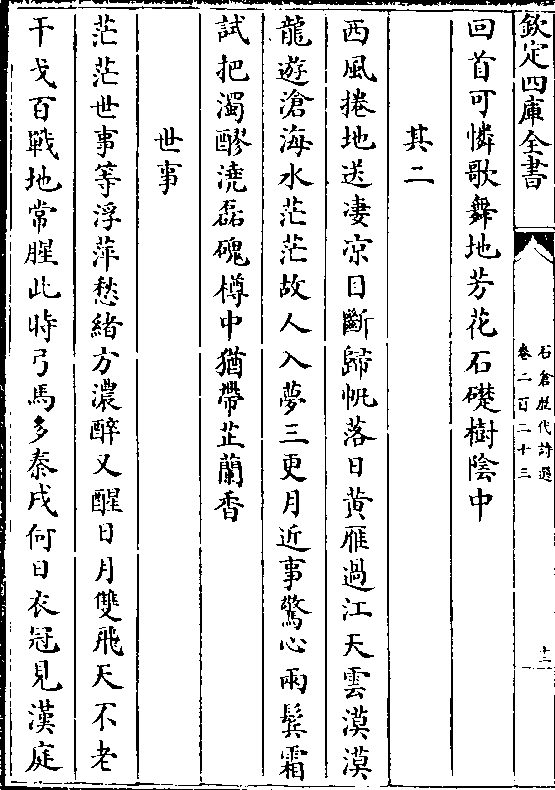 欽定四庫全書
石倉歷代詩選
卷二百二十三
十二
回首可憐歌舞地芳花石礎樹陰中
其二
西風捲地送凄凉目斷歸帆落日黄雁過江天雲漠漠
龍遊滄海水茫茫故人入夢三更月近事驚心兩鬂霜
試把濁醪澆磊磈樽中猶帶芷蘭香
世事
茫茫世事等浮萍愁緒方濃醉又醒日月雙飛天不老
干戈百戰地常腥此時弓馬多秦戍何日衣冠見漢庭